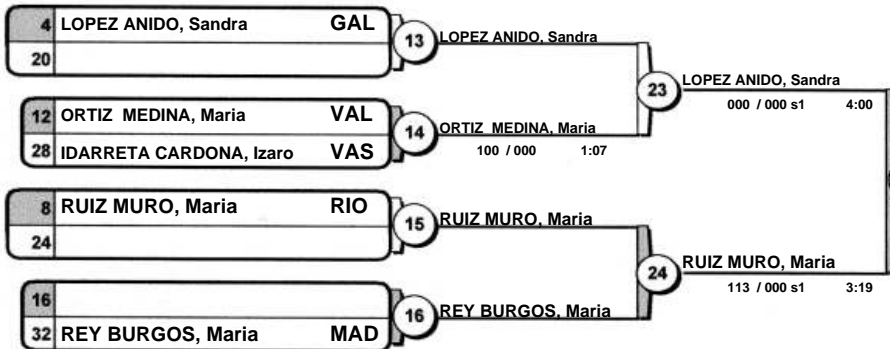 4 LOPEZ ANIDO, Sandra GAL
20
13
LOPEZ ANIDO, Sandra
12 ORTIZ MEDINA, Maria VAL
28 IDARRETA CARDONA, Izaro VAS
14
ORTIZ MEDINA, Maria
100 / 000 1:07
23
LOPEZ ANIDO, Sandra
000 / 000 s1 4:00
8 RUIZ MURO, Maria RIO
24
15
RUIZ MURO, Maria
16
32 REY BURGOS, Maria MAD
16
REY BURGOS, Maria
24
RUIZ MURO, Maria
113 / 000 s1 3:19